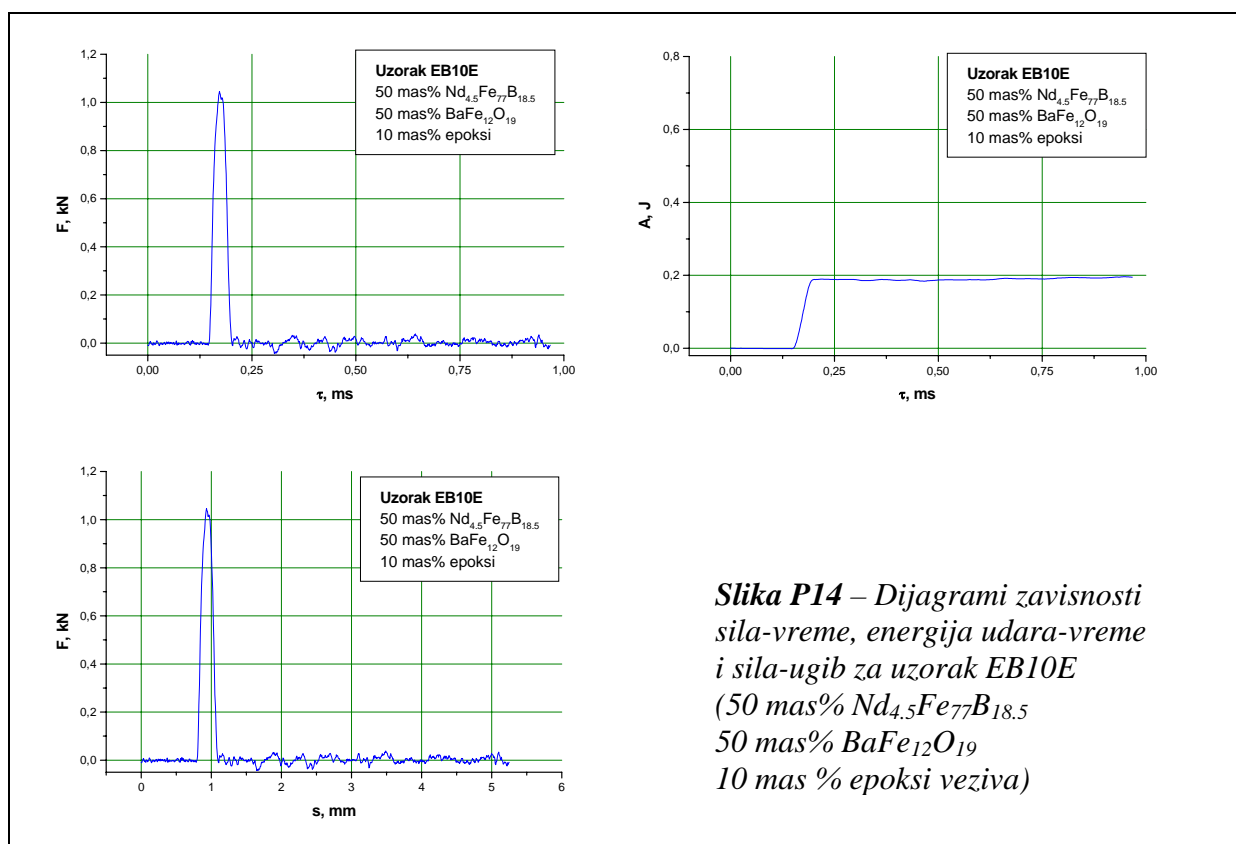 1,2
1,0
0,8
0,6
0,4
0,2
0,0
F, kN
0,00 0,25 0,50 0,75 1,00
τ, ms
Uzorak EB10E
50 mas% Nd4.5Fe77B18.5
50 mas% BaFe12O19
10 mas% epoksi
0,8
0,6
0,4
0,2
0,0
A, J
0,00 0,25 0,50 0,75 1,00
τ, ms
Uzorak EB10E
50 mas% Nd4.5Fe77B18.5
50 mas% BaFe12O19
10 mas% epoksi
1,2
1,0
0,8
0,6
0,4
0,2
0,0
F, kN
0 1 2 3 4 5 6
s, mm
Uzorak EB10E
50 mas% Nd4.5Fe77B18.5
50 mas% BaFe12O19
10 mas% epoksi
Slika P14 – Dijagrami zavisnosti
sila-vreme, energija udara-vreme
i sila-ugib za uzorak EB10E
(50 mas% Nd4.5Fe77B18.5
50 mas% BaFe12O19
10 mas % epoksi veziva)